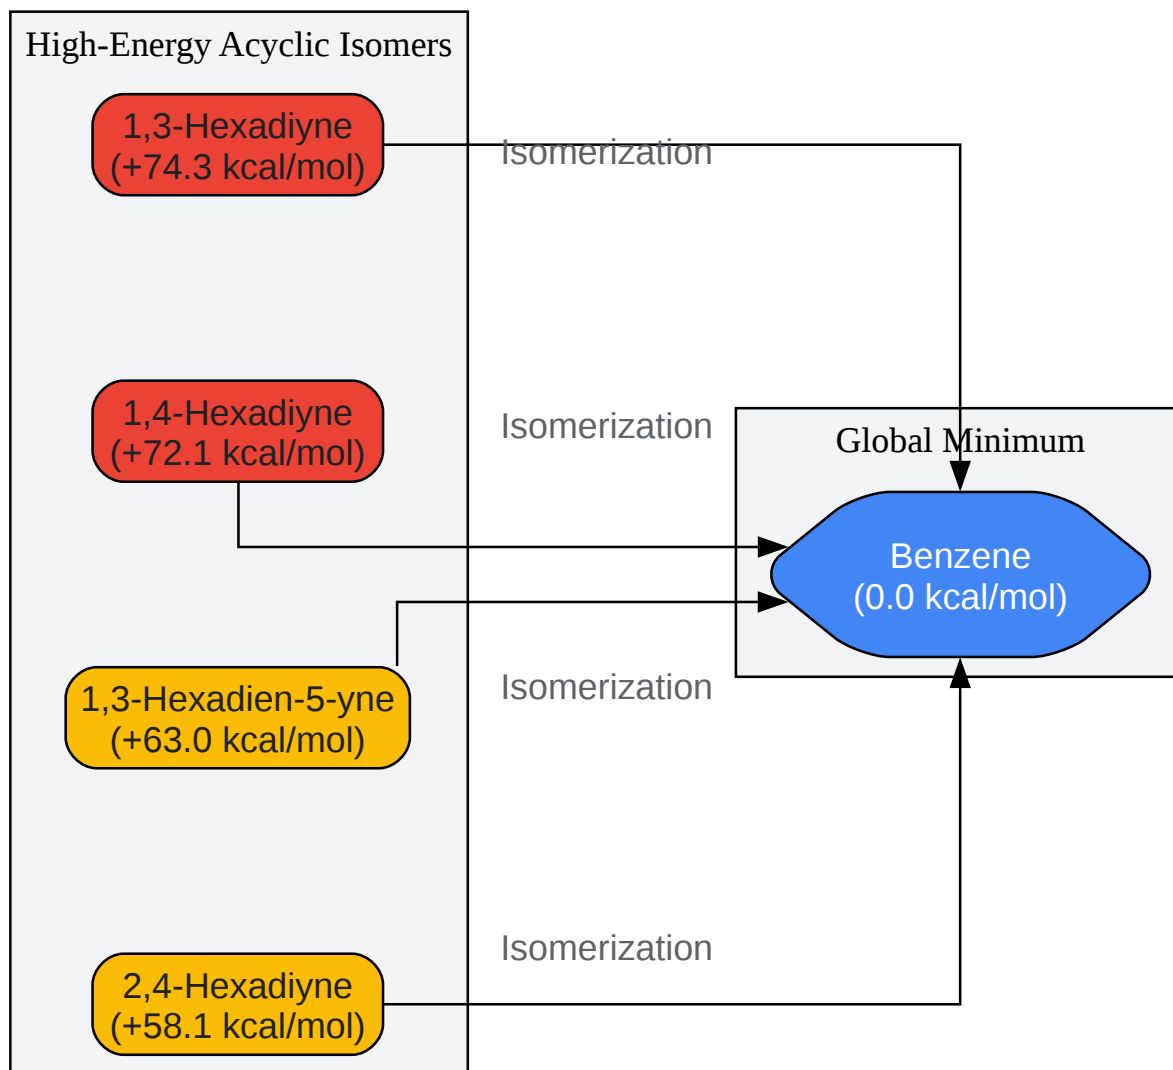 High-Energy Acyclic Isomers
1,3-Hexadiyne
(+74.3 kcal/mol)
Isomerization
1,4-Hexadiyne
(+72.1 kcal/mol)
Isomerization
Global Minimum
Benzene
(0.0 kcal/mol)
1,3-Hexadien-5-yne
(+63.0 kcal/mol)
Isomerization
2,4-Hexadiyne
(+58.1 kcal/mol)
Isomerization